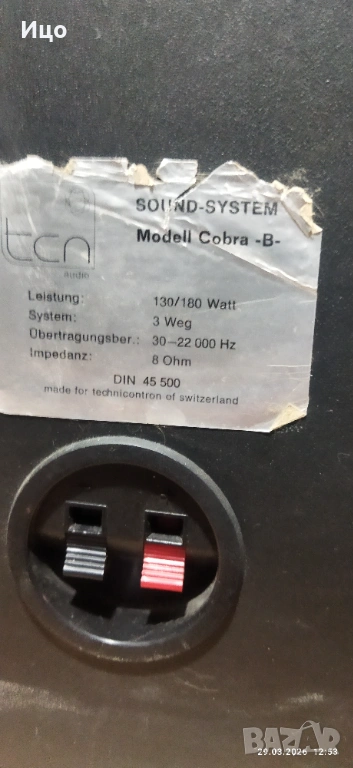 Ицо
tcn
audio
SOUND-SYSTEM
Modell Cobra -B-
Leistung: 130/180 Watt
System: 3 Weg
Übertragungsber.: 30—22 000 Hz
Impedanz: 8 Ohm
DIN 45 500
made for technicontron of switzerland
BAZAR
29.03.2026 12:53